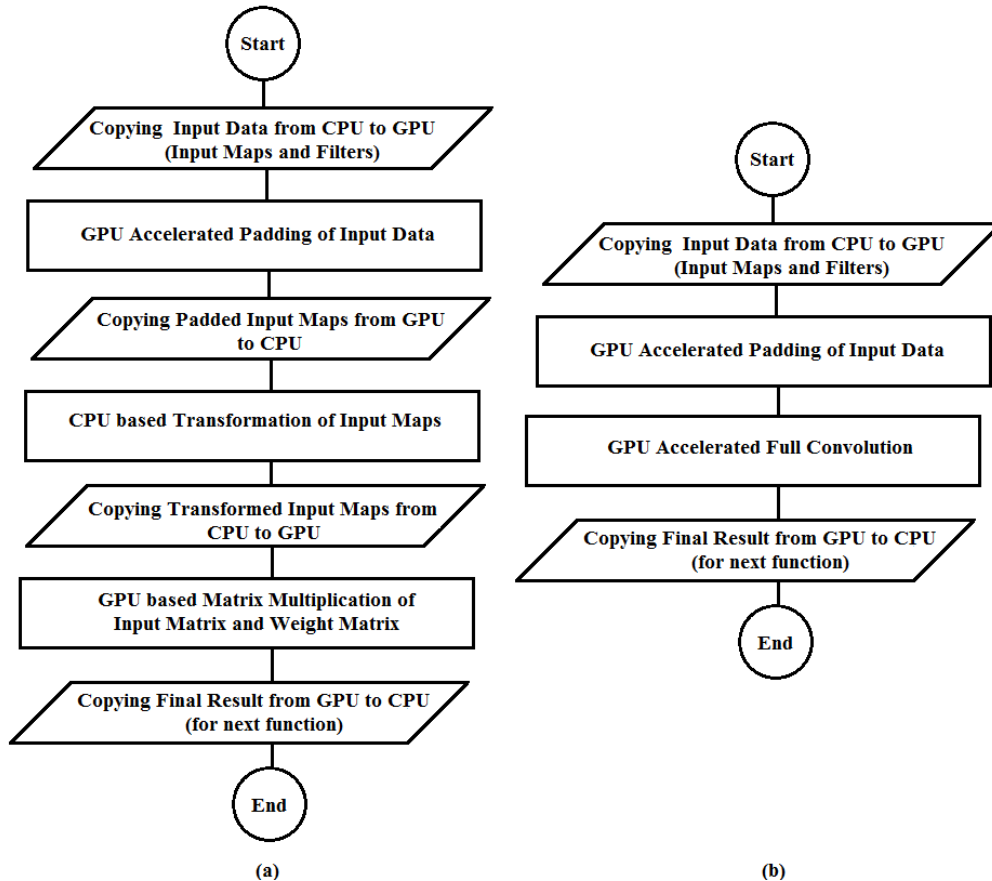 Start
Copying Input Data from CPU to GPU
(Input Maps and Filters)
GPU Accelerated Padding of Input Data
Copying Padded Input Maps from GPU
to CPU
CPU based Transformation of Input Maps
Copying Transformed Input Maps from
CPU to GPU
GPU based Matrix Multiplication of
Input Matrix and Weight Matrix
Copying Final Result from GPU to CPU
(for next function)
End
(a)
Start
Copying Input Data from CPU to GPU
(Input Maps and Filters)
GPU Accelerated Padding of Input Data
GPU Accelerated Full Convolution
Copying Final Result from GPU to CPU
(for next function)
End
(b)